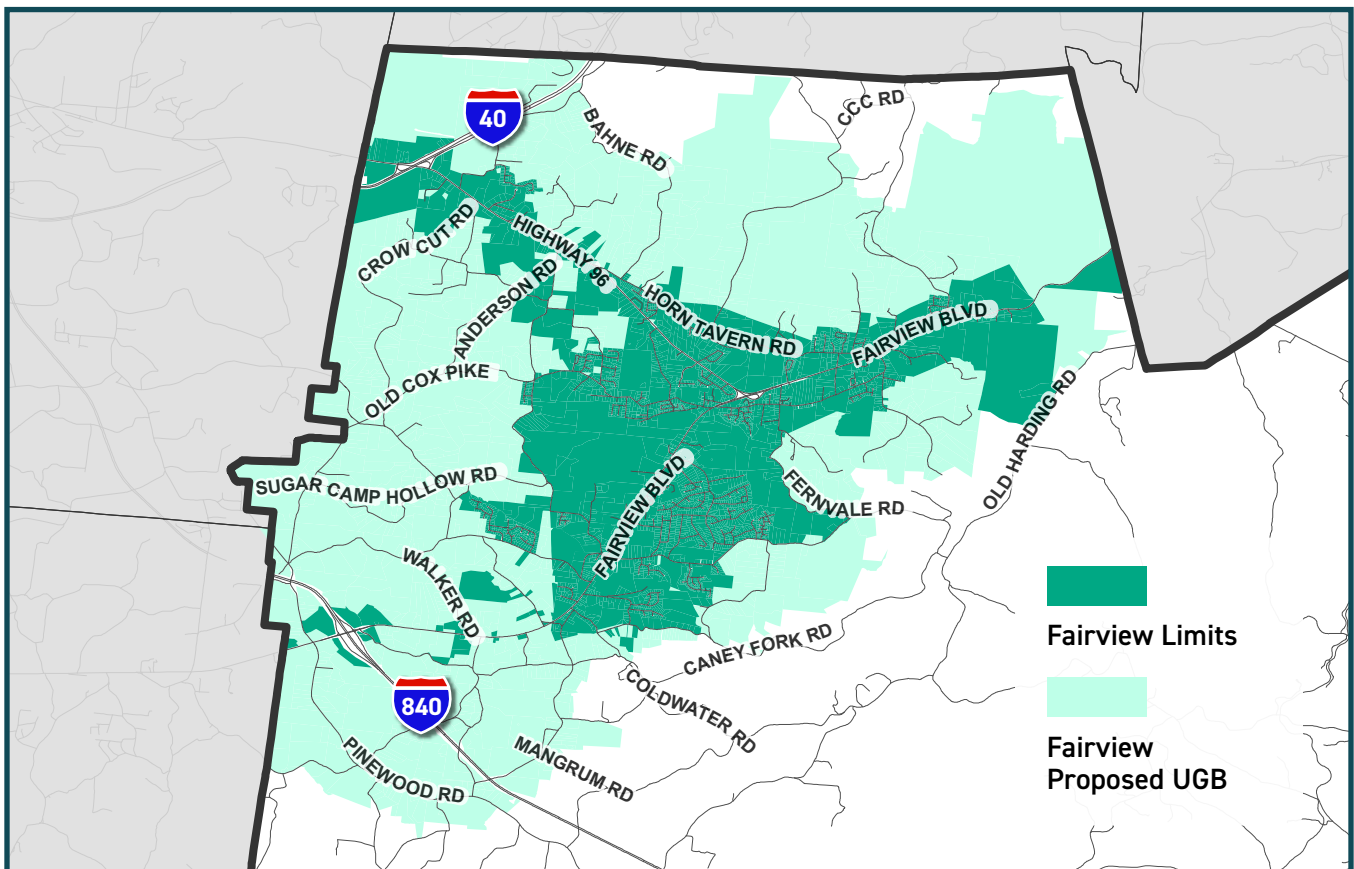 40
BAHNE RD
CCC RD
CROW CUT RD
HIGHWAY 96
ANDERSON RD
HORN TAVERN RD
FAIRVIEW BLVD
OLD COX PIKE
OLD HARDING RD
SUGAR CAMP HOLLOW RD
FAIRVIEW BLVD
FERNVALE RD
WALKER RD
CANEY FORK RD
COLDWATER RD
840
PINEWOOD RD
MANGRUM RD
Fairview Limits
Fairview
Proposed UGB